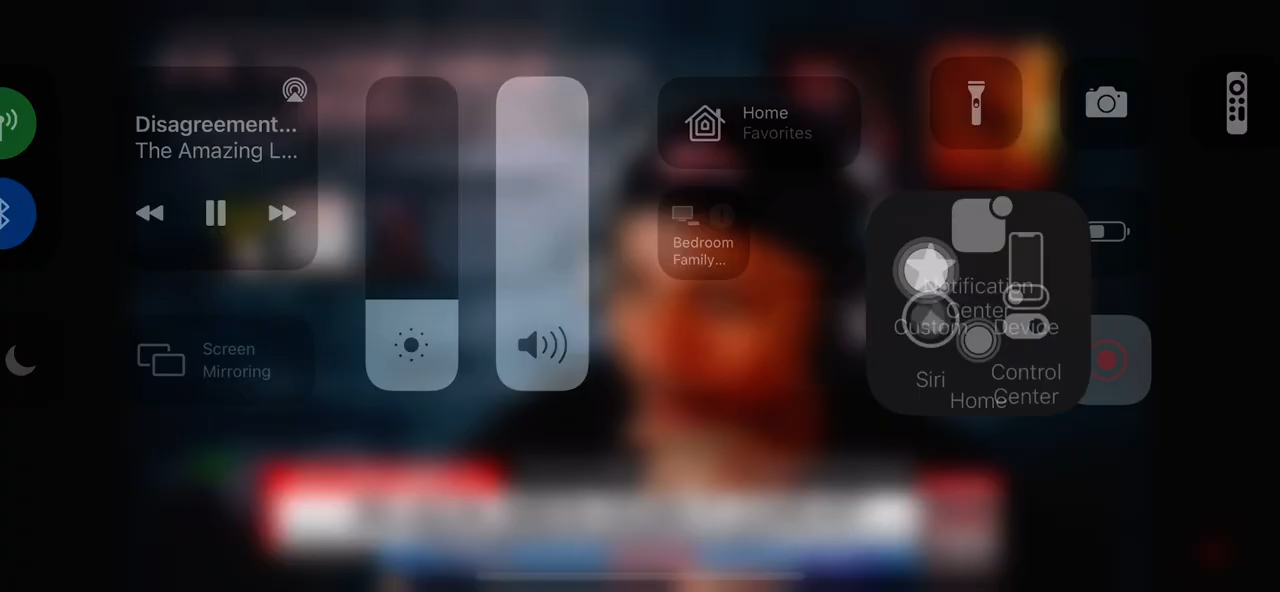 Disagreement...
The Amazing L...
Screen
Mirroring
Home
Favorites
Bedroom
Family...
Notification
Center
Custom
Device
Siri
Control
Center
Home